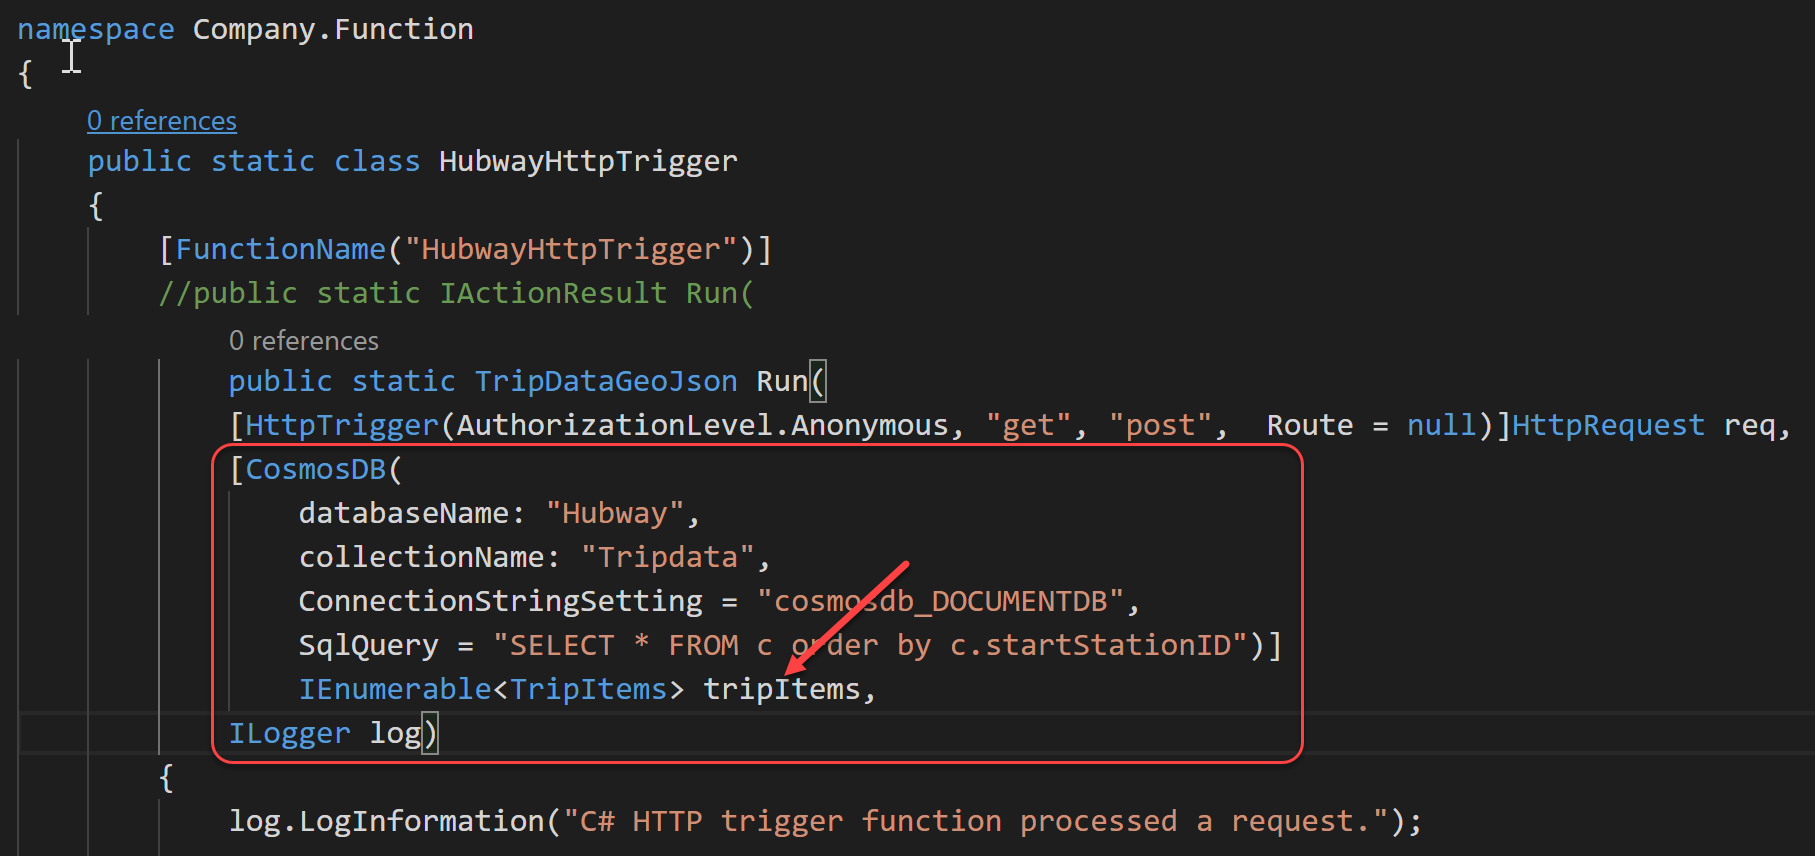 namespace Company.Function
{
0 references
public static class HubwayHttpTrigger
{
[FunctionName("HubwayHttpTrigger")]
//public static IActionResult Run(
0 references
public static TripDataGeoJson Run(
[HttpTrigger(AuthorizationLevel.Anonymous, "get", "post",  Route = null)]HttpRequest req,
[CosmosDB(
databaseName: "Hubway",
collectionName: "Tripdata",
ConnectionStringSetting = "cosmosdb_DOCUMENTDB",
SqlQuery = "SELECT * FROM c order by c.startStationID")]
IEnumerable<TripItems> tripItems,
ILogger log)
{
log.LogInformation("C# HTTP trigger function processed a request.");